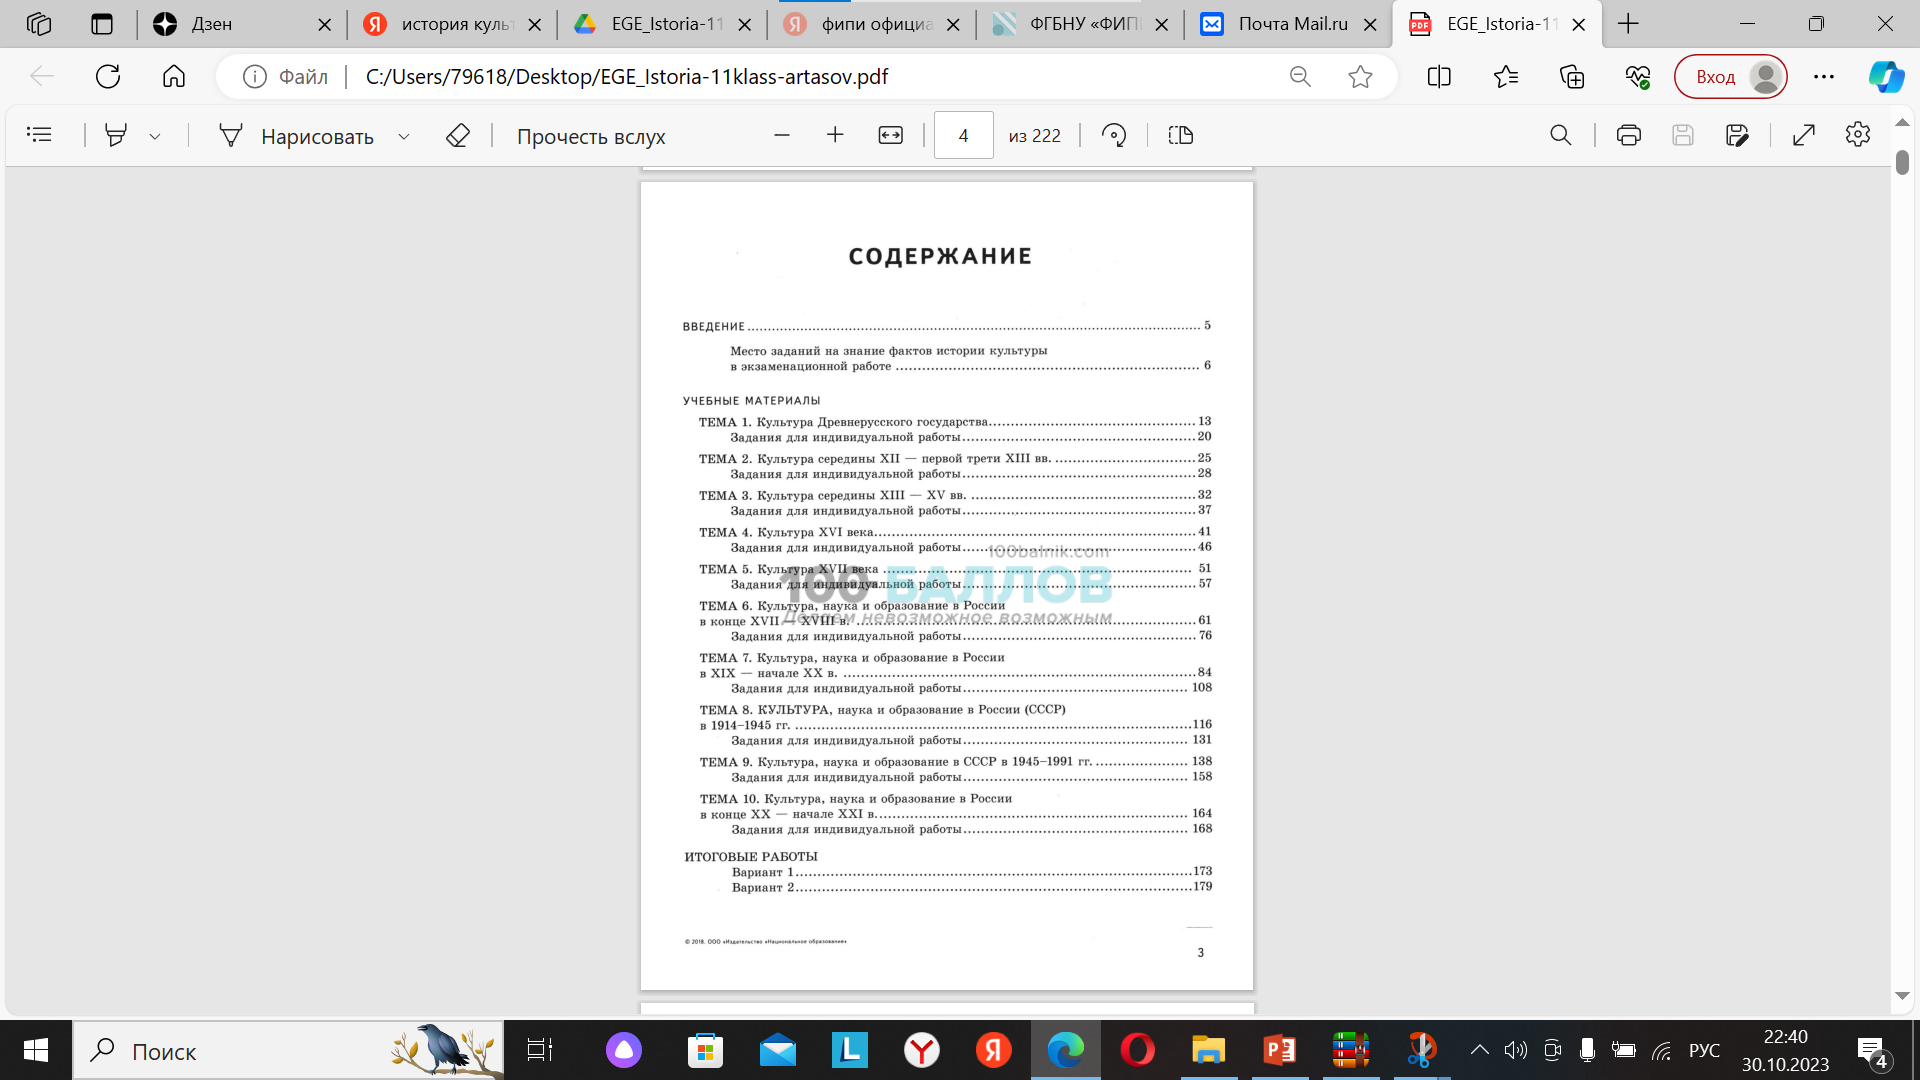 Дзен
история культ
EGE_Istoria-11
фипи официа
ФГБНУ «ФИПИ
Почта Mail.ru
EGE_Istoria-11
Файл
C:/Users/79618/Desktop/EGE_Istoria-11klass-artasov.pdf
Вход
Нарисовать
Прочесть вслух
4
из 222
СОДЕРЖАНИЕ
ВВЕДЕНИЕ 5
Место заданий на знание фактов истории культуры
в экзаменационной работе 6
УЧЕБНЫЕ МАТЕРИАЛЫ
ТЕМА 1. Культура Древнерусского государства 13
Задания для индивидуальной работы 20
ТЕМА 2. Культура середины XII — первой трети XIII вв. 25
Задания для индивидуальной работы 28
ТЕМА 3. Культура середины XIII — XV вв. 32
Задания для индивидуальной работы 37
ТЕМА 4. Культура XVI века 41
Задания для индивидуальной работы 46
100balnik.com
ТЕМА 5. Культура XVII века 51
100 БАЛЛОВ
Задания для индивидуальной работы 57
ТЕМА 6. Культура, наука и образование в России
Делаем невозможное возможным
в конце XVII — XVIII в. 61
Задания для индивидуальной работы 76
ТЕМА 7. Культура, наука и образование в России
в XIX — начале XX в. 84
Задания для индивидуальной работы 108
ТЕМА 8. КУЛЬТУРА, наука и образование в России (СССР)
в 1914–1945 гг. 116
Задания для индивидуальной работы 131
ТЕМА 9. Культура, наука и образование в СССР в 1945–1991 гг. 138
Задания для индивидуальной работы 158
ТЕМА 10. Культура, наука и образование в России
в конце XX — начале XXI в. 164
Задания для индивидуальной работы 168
ИТОГОВЫЕ РАБОТЫ
Вариант 1 173
Вариант 2 179
© 2018. ООО «Издательство «Национальное образование»
3
Поиск
РУС
22:40
30.10.2023
4